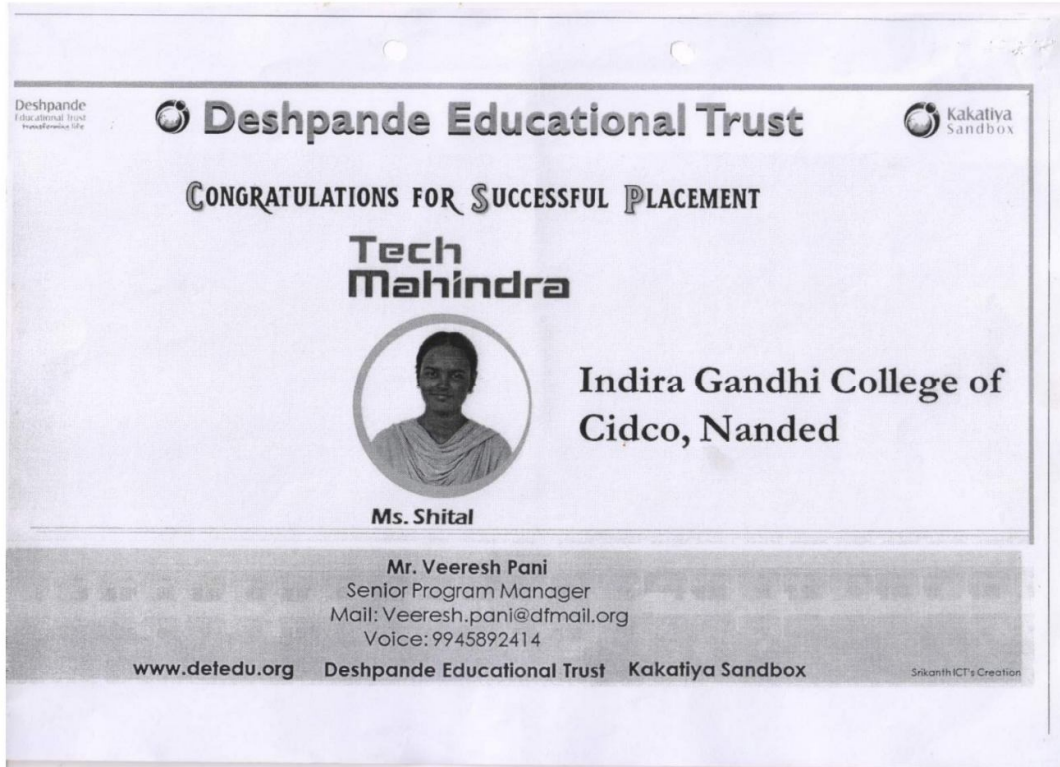 Deshpande
Educational Trust
transforming life
Deshpande Educational Trust
Kakatiya
Sandbox
CONGRATULATIONS FOR SUCCESSFUL PLACEMENT
Tech
Mahindra
Indira Gandhi College of
Cidco, Nanded
Ms. Shital
Mr. Veeresh Pani
Senior Program Manager
Mail: Veeresh.pani@dfmail.org
Voice: 9945892414
www.detedu.org Deshpande Educational Trust Kakatiya Sandbox
Srikanth ICT's Creation